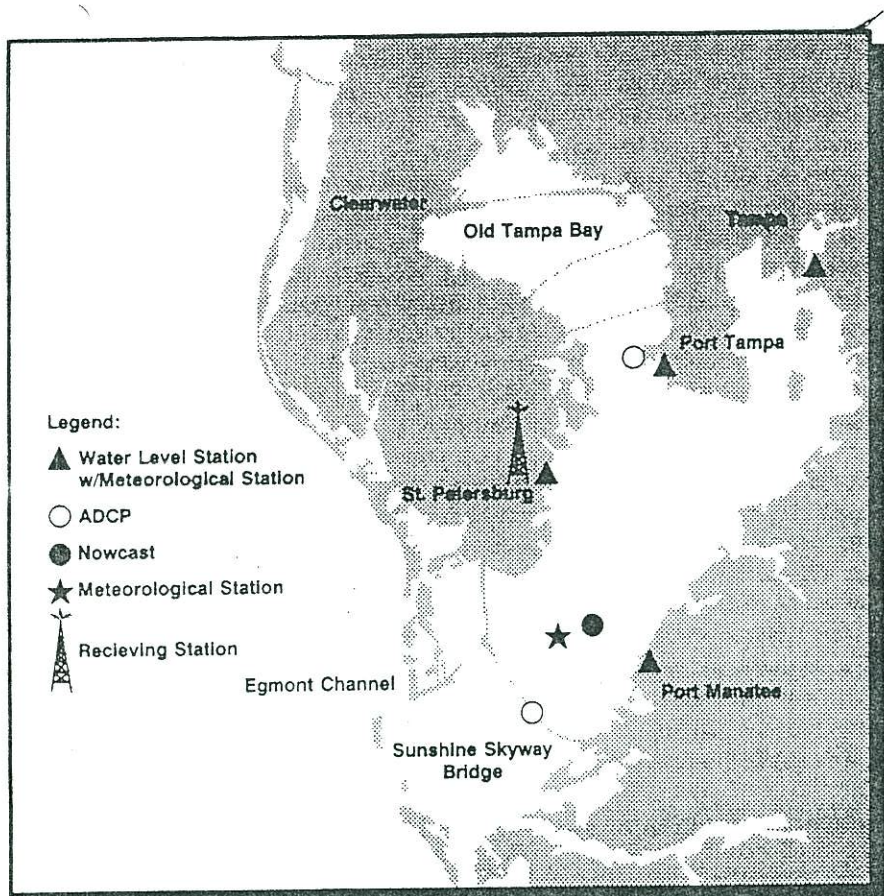 Clearwater
Old Tampa Bay
Tampa
Port Tampa
Legend:
Water Level Station
w/Meteorological Station
St. Petersburg
ADCP
Nowcast
Meteorological Station
Recieving Station
Egmont Channel
Port Manatee
Sunshine Skyway
Bridge